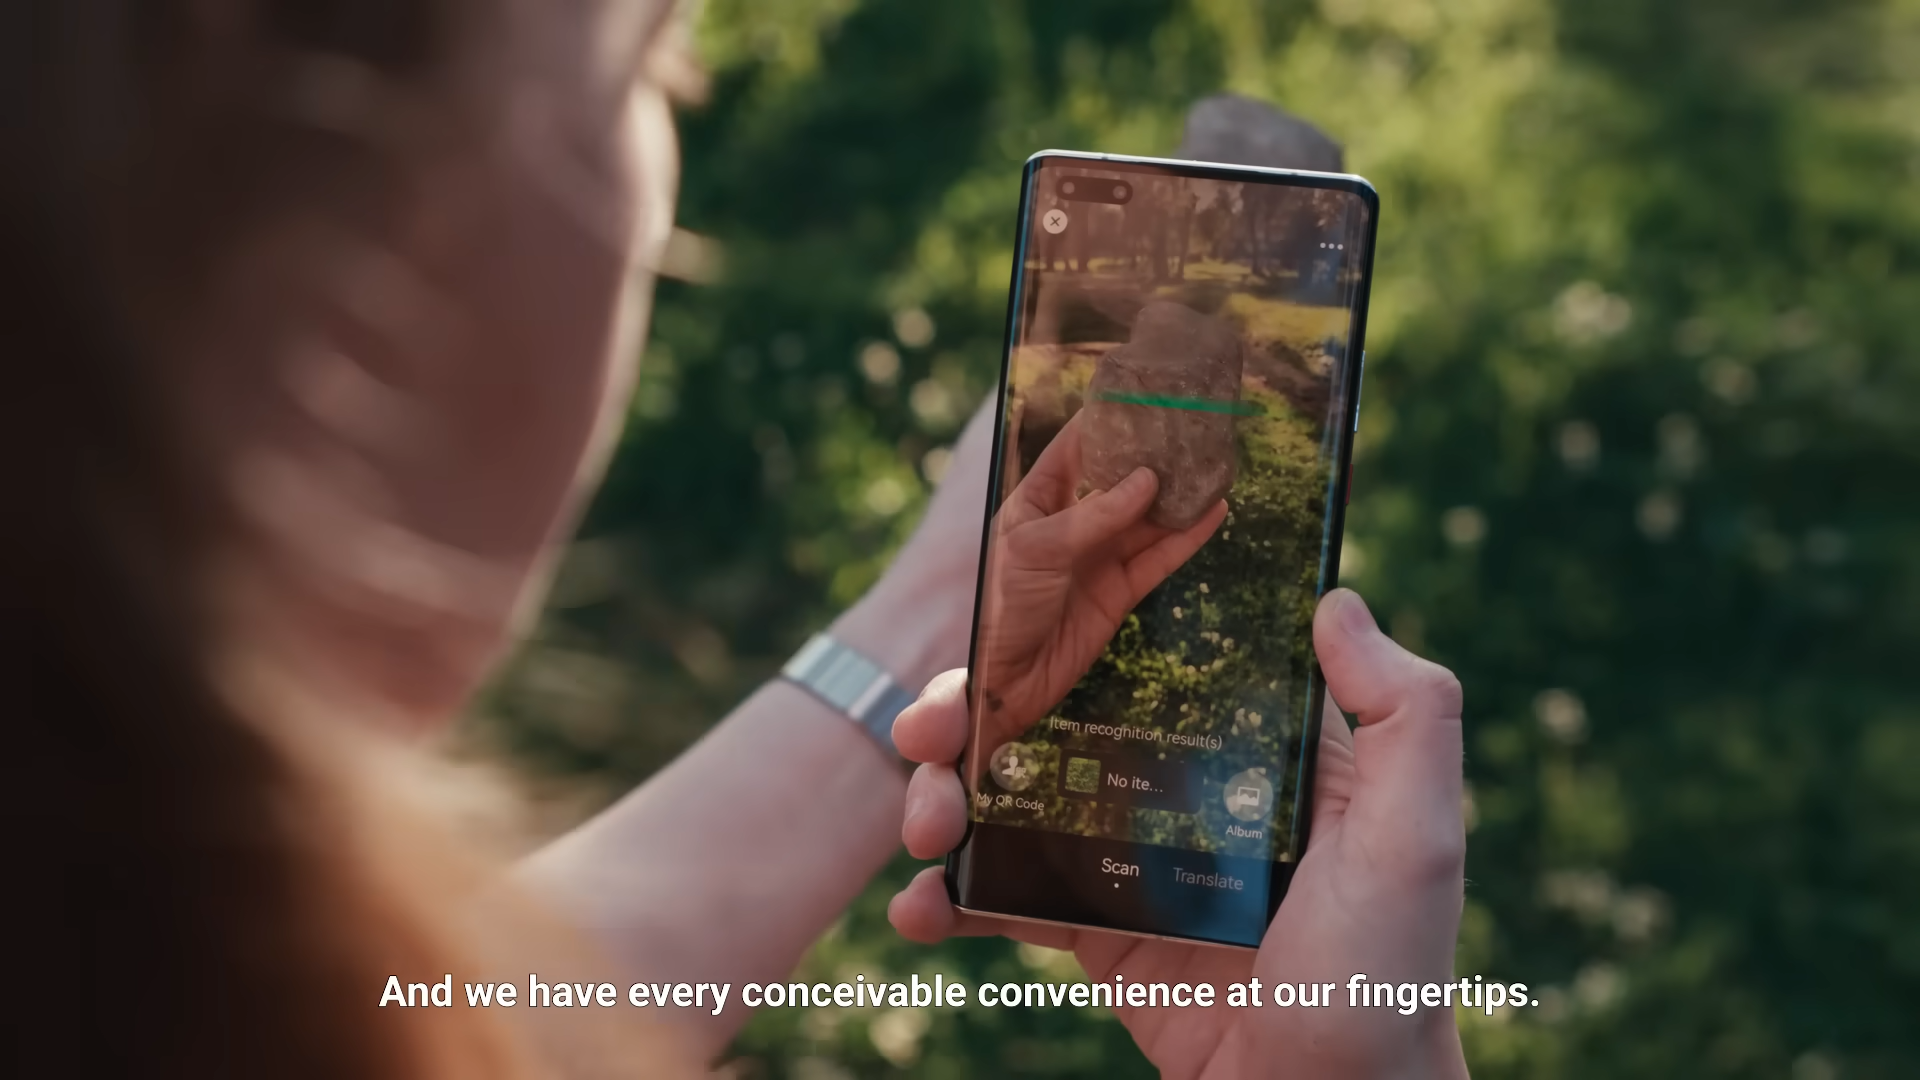 Item recognition result(s)
No ite...
My QR Code
Album
Scan
Translate
And we have every conceivable convenience at our fingertips.